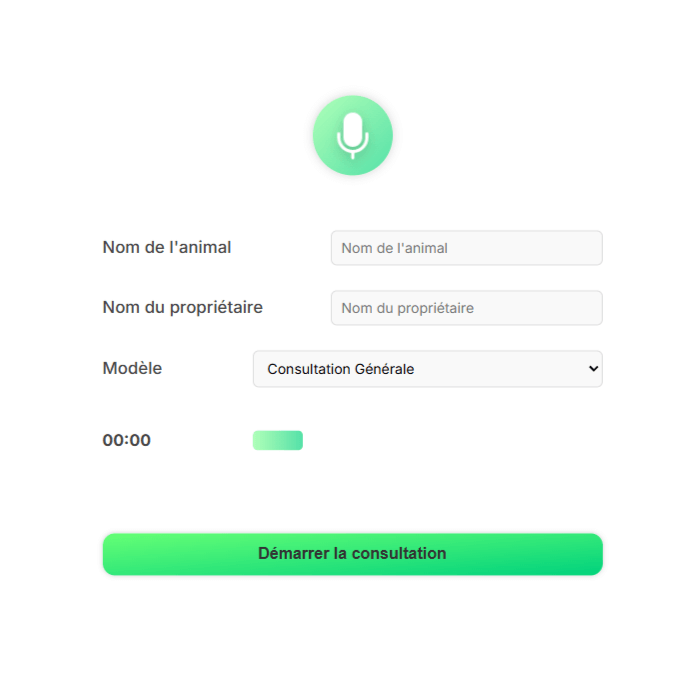 Nom de l'animal
Nom de l'animal
Nom du propriétaire
Nom du propriétaire
Modèle
Consultation Générale
00:00
Démarrer la consultation